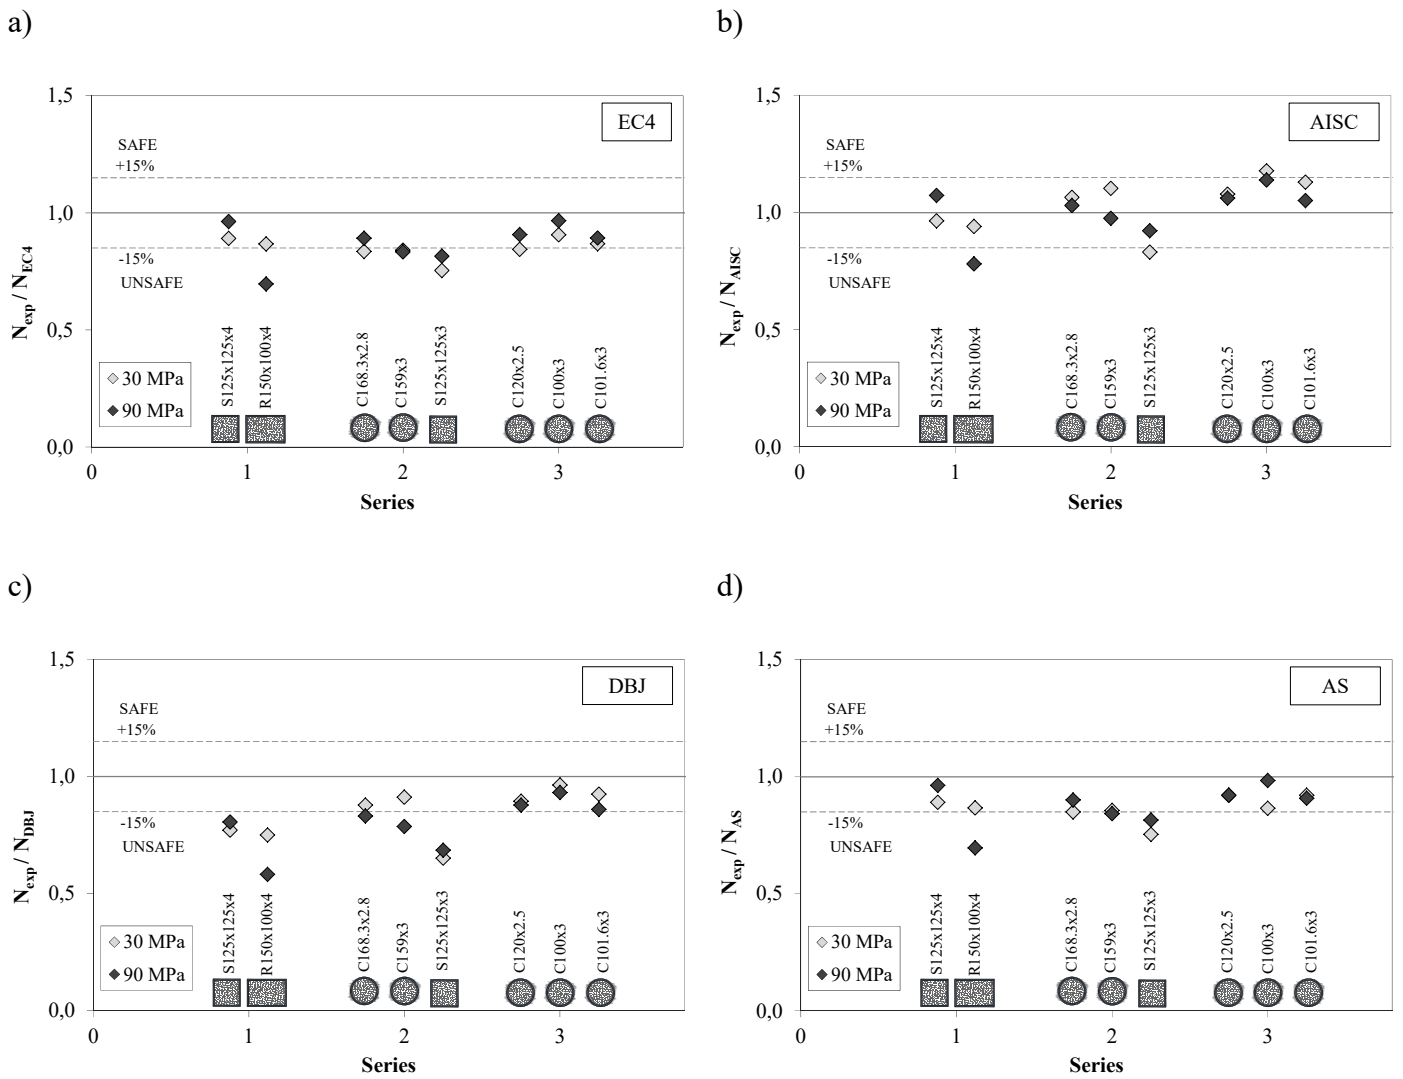 a)
1,5
EC4
SAFE
+15%
1,0
-15%
UNSAFE
0,5
0,0
N_exp / N_EC4
30 MPa
90 MPa
S125x125x4
R150x100x4
C168.3x2.8
C159x3
S125x125x3
C120x2.5
C100x3
C101.6x3
0 1 2 3
Series
b)
1,5
AISC
SAFE
+15%
1,0
-15%
UNSAFE
0,5
0,0
N_exp / N_AISC
30 MPa
90 MPa
S125x125x4
R150x100x4
C168.3x2.8
C159x3
S125x125x3
C120x2.5
C100x3
C101.6x3
0 1 2 3
Series
c)
1,5
DBJ
SAFE
+15%
1,0
-15%
UNSAFE
0,5
0,0
N_exp / N_DBJ
30 MPa
90 MPa
S125x125x4
R150x100x4
C168.3x2.8
C159x3
S125x125x3
C120x2.5
C100x3
C101.6x3
0 1 2 3
Series
d)
1,5
AS
SAFE
+15%
1,0
-15%
UNSAFE
0,5
0,0
N_exp / N_AS
30 MPa
90 MPa
S125x125x4
R150x100x4
C168.3x2.8
C159x3
S125x125x3
C120x2.5
C100x3
C101.6x3
0 1 2 3
Series